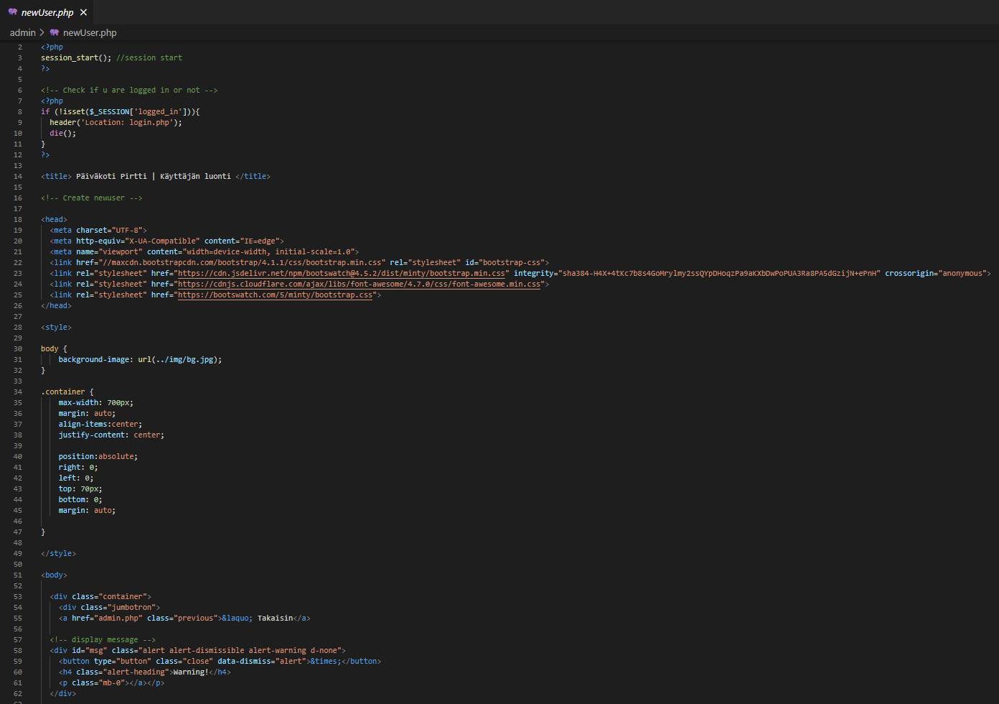 newUser.php
admin > newUser.php
2 <?php
3 session_start(); //session start
4 ?>
5
6 <!-- Check if u are logged in or not -->
7 <?php
8 if (!isset($_SESSION['logged_in'])){
9 header('Location: login.php');
10 die();
11 }
12 ?>
13
14 <title> Päiväkoti Pirtti | Käyttäjän luonti </title>
15
16 <!-- Create newuser -->
17
18 <head>
19 <meta charset="UTF-8">
20 <meta http-equiv="X-UA-Compatible" content="IE=edge">
21 <meta name="viewport" content="width=device-width, initial-scale=1.0">
22 <link href="//maxcdn.bootstrapcdn.com/bootstrap/4.1.1/css/bootstrap.min.css" rel="stylesheet" id="bootstrap-css">
23 <link rel="stylesheet" href="https://cdn.jsdelivr.net/npm/bootswatch@4.5.2/dist/minty/bootstrap.min.css" integrity="sha384-H4X+4tKc7b8s4GoMrylmy2ssQYpDHoqzPa9aKXbDwPoPUA3Ra8PA5dGzijN+ePnH" crossorigin="anonymous">
24 <link rel="stylesheet" href="https://cdnjs.cloudflare.com/ajax/libs/font-awesome/4.7.0/css/font-awesome.min.css">
25 <link rel="stylesheet" href="https://bootswatch.com/5/minty/bootstrap.css">
26 </head>
27
28 <style>
29
30 body {
31 background-image: url(../img/bg.jpg);
32 }
33
34 .container {
35 max-width: 700px;
36 margin: auto;
37 align-items:center;
38 justify-content: center;
39
40 position:absolute;
41 right: 0;
42 left: 0;
43 top: 70px;
44 bottom: 0;
45 margin: auto;
46
47 }
48
49 </style>
50
51 <body>
52
53 <div class="container">
54 <div class="jumbotron">
55 <a href="admin.php" class="previous">&laquo; Takaisin</a>
56
57 <!-- display message -->
58 <div id="msg" class="alert alert-dismissible alert-warning d-none">
59 <button type="button" class="close" data-dismiss="alert">&times;</button>
60 <h4 class="alert-heading">Warning!</h4>
61 <p class="mb-0"></a></p>
62 </div>